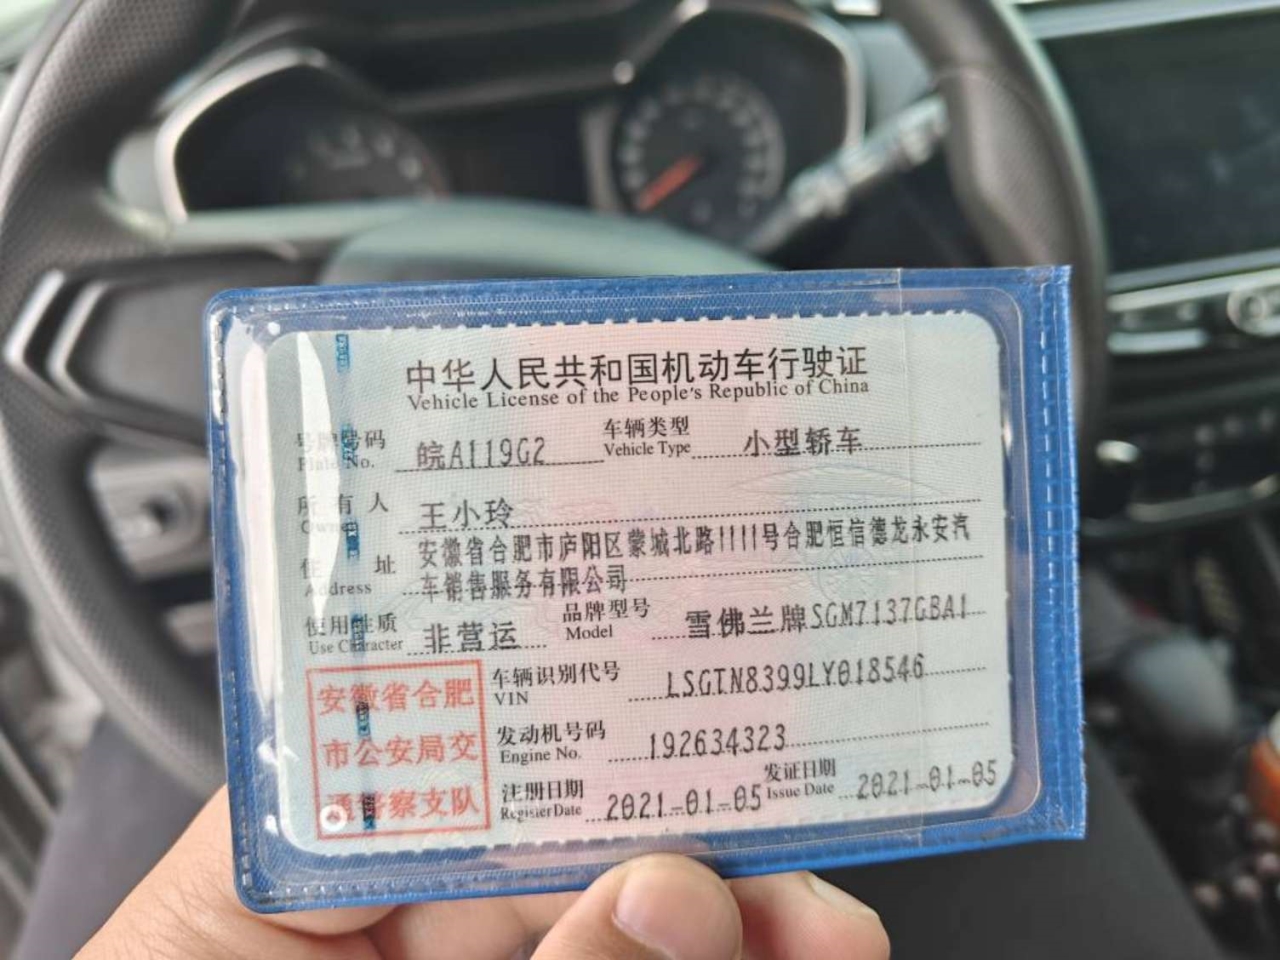 中华人民共和国机动车行驶证
Vehicle License of the People's Republic of China
号牌号码 皖A119G2 车辆类型 小型轿车
Plate No. Vehicle Type
所有人 王小玲
Owner
住址 安徽省合肥市庐阳区蒙城北路1111号合肥恒信德龙永安汽
Address 车销售服务有限公司
使用性质 非营运 品牌型号 雪佛兰牌SGM7137GBA1
Use Character Model
安徽省合肥 车辆识别代号 LSGTN8399LY018546
VIN
市公安局交 发动机号码 192634323
Engine No.
通警察支队 注册日期 2021-01-05 发证日期 2021-01-05
Register Date Issue Date